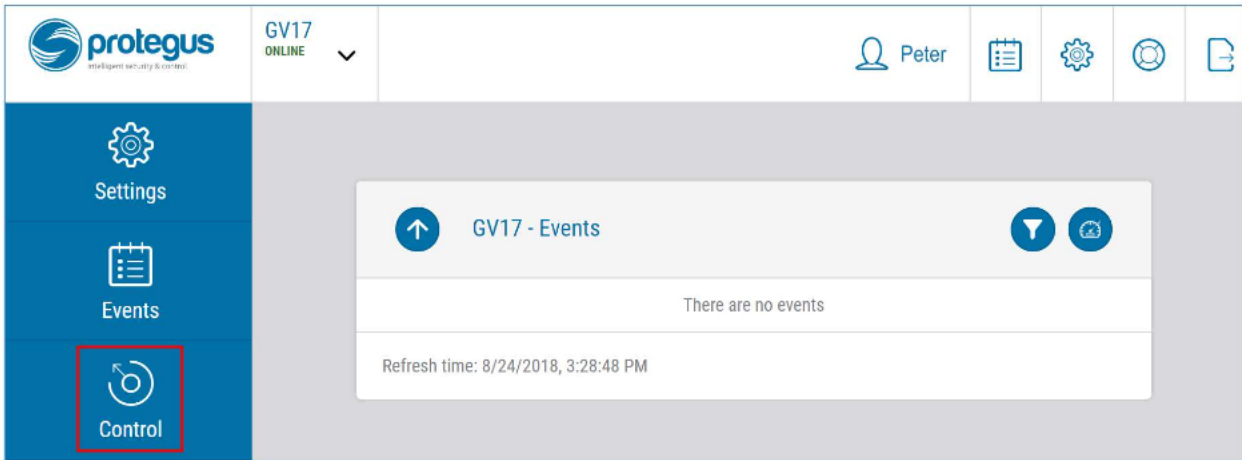 protegus
intelligent security & control
GV17
ONLINE
Peter
Settings
Events
Control
GV17 - Events
There are no events
Refresh time: 8/24/2018, 3:28:48 PM